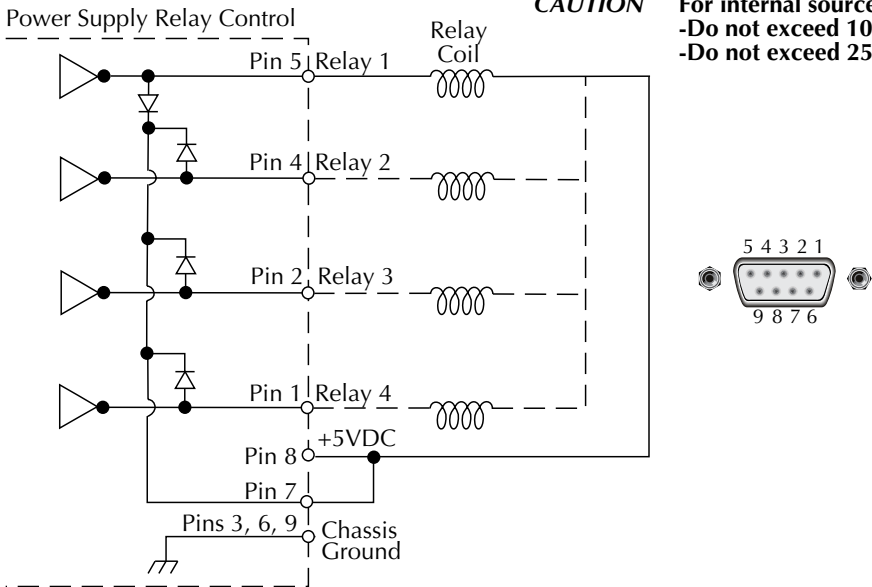 Power Supply Relay Control
CAUTION For internal source
-Do not exceed 10
-Do not exceed 25
Relay
Coil
Pin 5 Relay 1
Pin 4 Relay 2
Pin 2 Relay 3
Pin 1 Relay 4
+5VDC
Pin 8
Pin 7
Pins 3, 6, 9 Chassis
Ground
5 4 3 2 1
9 8 7 6